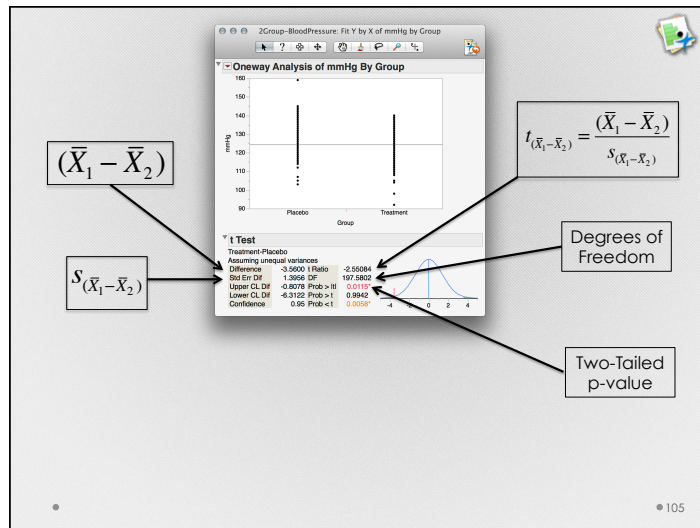 2Group-BloodPressure: Fit Y by X of mmHg by Group
Oneway Analysis of mmHg By Group
160
150
140
130
120
110
100
90
mmHg
Placebo
Treatment
Group
t Test
Treatment-Placebo
Assuming unequal variances
Difference -3.5600 t Ratio -2.55084
Std Err Dif 1.3956 DF 197.5802
Upper CL Dif -0.8078 Prob > |t| 0.0115*
Lower CL Dif -6.3122 Prob > t 0.9942
Confidence 0.95 Prob < t 0.0058*
-4 -2 0 2 4
(X̅₁ − X̅₂)
s(X̅₁−X̅₂)
t(X̅₁−X̅₂) = (X̅₁ − X̅₂) / s(X̅₁−X̅₂)
Degrees of
Freedom
Two-Tailed
p-value
105